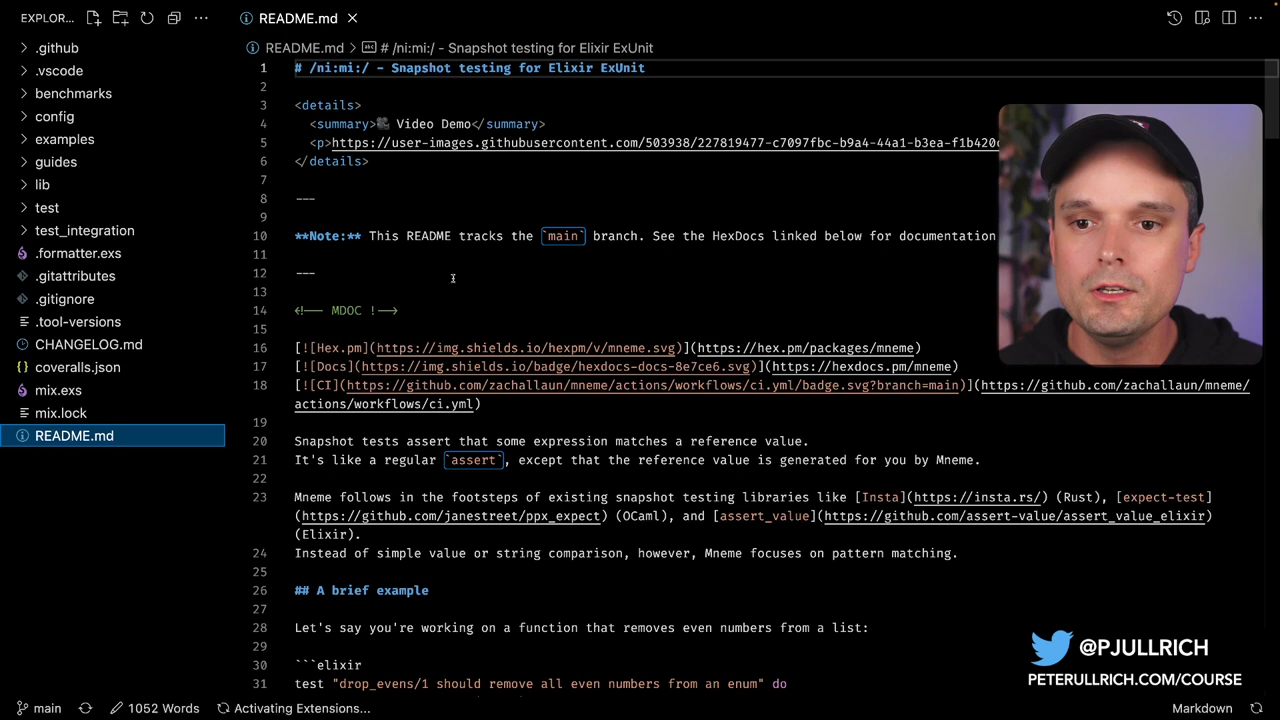 EXPLOR...
README.md
README.md > # /ni:mi:/ - Snapshot testing for Elixir ExUnit
.github
.vscode
benchmarks
config
examples
guides
lib
test
test_integration
.formatter.exs
.gitattributes
.gitignore
.tool-versions
CHANGELOG.md
coveralls.json
mix.exs
mix.lock
README.md
1 # /ni:mi:/ - Snapshot testing for Elixir ExUnit
2
3 <details>
4 <summary>🎥 Video Demo</summary>
5 <p>https://user-images.githubusercontent.com/503938/227819477-c7097fbc-b9a4-44a1-b3ea-f1b420
6 </details>
7
8 ---
9
10 **Note:** This README tracks the `main` branch. See the HexDocs linked below for documentation
11
12 ---
13
14 <!-- MDOC !-->
15
16 [![Hex.pm](https://img.shields.io/hexpm/v/mneme.svg)](https://hex.pm/packages/mneme)
17 [![Docs](https://img.shields.io/badge/hexdocs-docs-8e7ce6.svg)](https://hexdocs.pm/mneme)
18 [![CI](https://github.com/zachallaun/mneme/actions/workflows/ci.yml/badge.svg?branch=main)](https://github.com/zachallaun/mneme/
actions/workflows/ci.yml)
19
20 Snapshot tests assert that some expression matches a reference value.
21 It's like a regular `assert`, except that the reference value is generated for you by Mneme.
22
23 Mneme follows in the footsteps of existing snapshot testing libraries like [Insta](https://insta.rs/) (Rust), [expect-test]
(https://github.com/janestreet/ppx_expect) (OCaml), and [assert_value](https://github.com/assert-value/assert_value_elixir)
(Elixir).
24 Instead of simple value or string comparison, however, Mneme focuses on pattern matching.
25
26 ## A brief example
27
28 Let's say you're working on a function that removes even numbers from a list:
29
30 ```elixir
31 test "drop_evens/1 should remove all even numbers from an enum" do
@PJULLRICH
PETERULLRICH.COM/COURSE
main
1052 Words
Activating Extensions...
Markdown